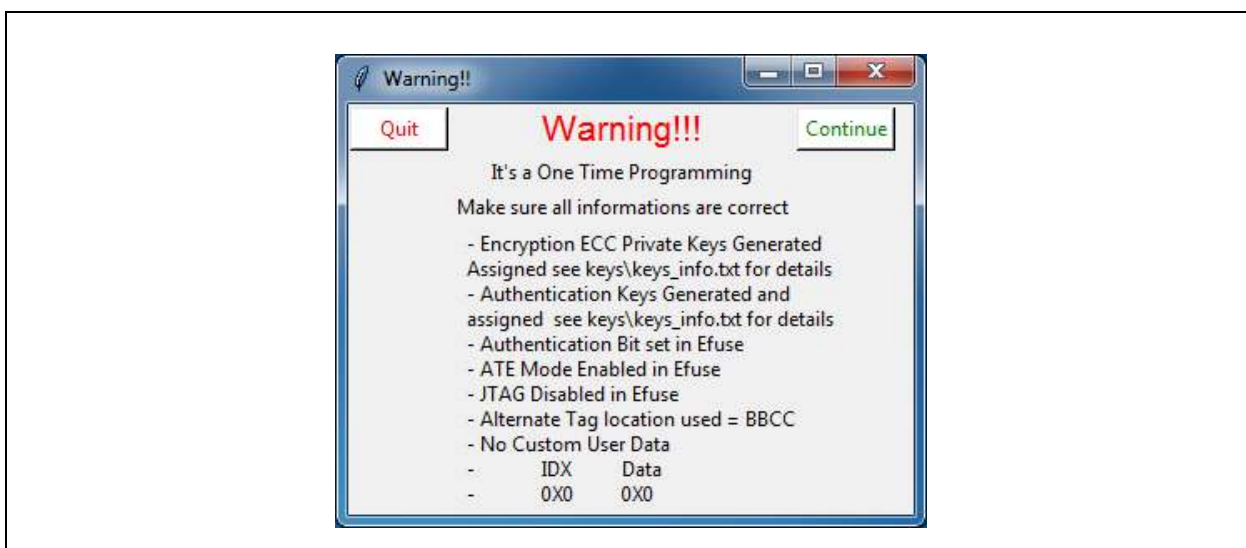 Warning!!
Quit Warning!!! Continue
It's a One Time Programming
Make sure all informations are correct
- Encryption ECC Private Keys Generated
Assigned see keys\keys_info.txt for details
- Authentication Keys Generated and
assigned  see keys\keys_info.txt for details
- Authentication Bit set in Efuse
- ATE Mode Enabled in Efuse
- JTAG Disabled in Efuse
- Alternate Tag location used = BBCC
- No Custom User Data
- IDX Data
- 0X0 0X0